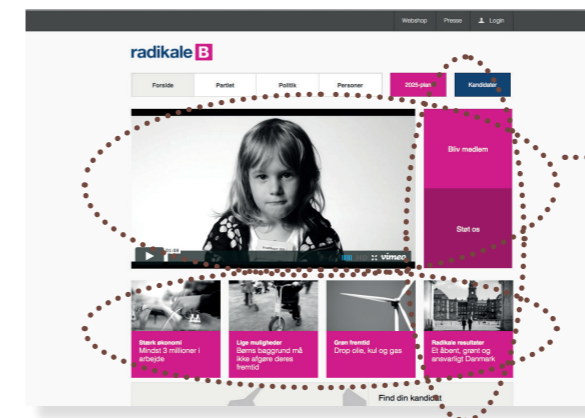 Webshop Presse Login
radikale B
Forside Partiet Politik Personer 2025-plan Kandidater
Bliv medlem
Støt os
vimeo
Stærk økonomi
Mindst 3 millioner i
arbejde
Lige muligheder
Børns baggrund må
ikke afgøre deres
fremtid
Grøn fremtid
Drop olie, kul og gas
Radikale resultater
Et åbent, grønt og
ansvarligt Danmark
Find din kandidat